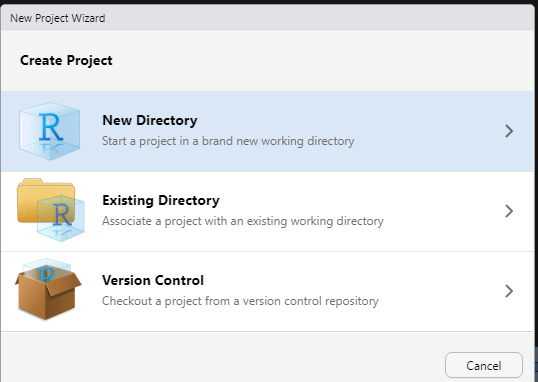 New Project Wizard
Create Project
R
New Directory
Start a project in a brand new working directory
R
Existing Directory
Associate a project with an existing working directory
R
Version Control
Checkout a project from a version control repository
Cancel